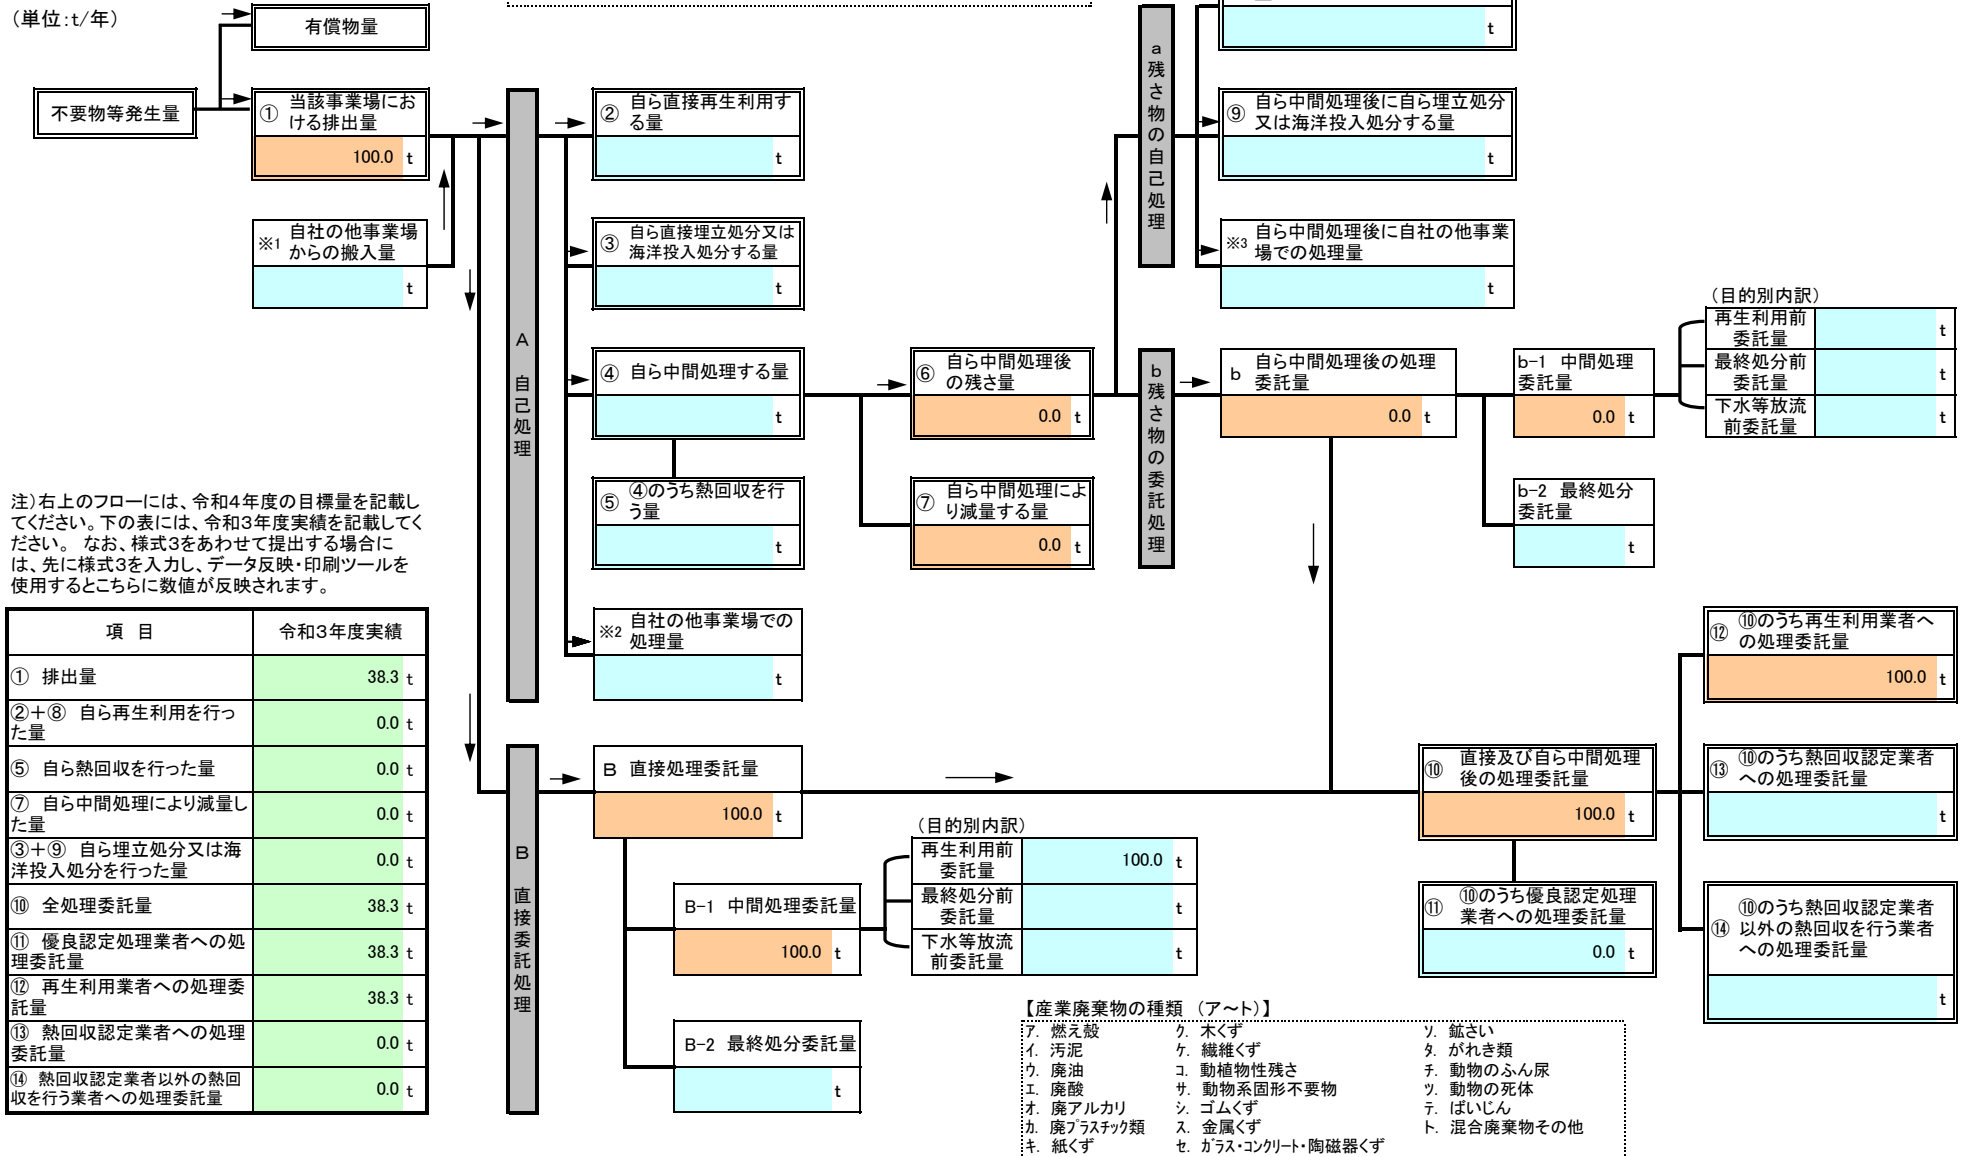 (単位:t/年)
有償物量
不要物等発生量
① 当該事業場にお
ける排出量
100.0 t
※1 自社の他事業場
からの搬入量
t
A 自己処理
② 自ら直接再生利用す
る量
t
③ 自ら直接埋立処分又は
海洋投入処分する量
t
④ 自ら中間処理する量
t
⑤ ④のうち熱回収を行
う量
t
※2 自社の他事業場での
処理量
t
⑥ 自ら中間処理後
の残さ量
0.0 t
⑦ 自ら中間処理によ
り減量する量
0.0 t
a 残さ物の自己処理
t
⑨ 自ら中間処理後に自ら埋立処分
又は海洋投入処分する量
t
※3 自ら中間処理後に自社の他事業
場での処理量
t
b 残さ物の委託処理
b 自ら中間処理後の処理
委託量
0.0 t
b-1 中間処理
委託量
0.0 t
(目的別内訳)
再生利用前
委託量
t
最終処分前
委託量
t
下水等放流
前委託量
t
b-2 最終処分
委託量
t
注)右上のフローには、令和4年度の目標量を記載し
てください。下の表には、令和3年度実績を記載してく
ださい。 なお、様式3をあわせて提出する場合に
は、先に様式3を入力し、データ反映・印刷ツールを
使用するとこちらに数値が反映されます。
項 目 令和3年度実績
① 排出量 38.3 t
②+⑧ 自ら再生利用を行っ
た量 0.0 t
⑤ 自ら熱回収を行った量 0.0 t
⑦ 自ら中間処理により減量し
た量 0.0 t
③+⑨ 自ら埋立処分又は海
洋投入処分を行った量 0.0 t
⑩ 全処理委託量 38.3 t
⑪ 優良認定処理業者への処
理委託量 38.3 t
⑫ 再生利用業者への処理委
託量 38.3 t
⑬ 熱回収認定業者への処理
委託量 0.0 t
⑭ 熱回収認定業者以外の熱回
収を行う業者への処理委託量 0.0 t
B 直接委託処理
B 直接処理委託量
100.0 t
B-1 中間処理委託量
100.0 t
(目的別内訳)
再生利用前
委託量
100.0 t
最終処分前
委託量
t
下水等放流
前委託量
t
B-2 最終処分委託量
t
⑩ 直接及び自ら中間処理
後の処理委託量
100.0 t
⑪ ⑩のうち優良認定処理
業者への処理委託量
0.0 t
⑫ ⑩のうち再生利用業者へ
の処理委託量
100.0 t
⑬ ⑩のうち熱回収認定業者
への処理委託量
t
⑭ ⑩のうち熱回収認定業者
以外の熱回収を行う業者
への処理委託量
t
【産業廃棄物の種類 (ア~ト)】
ア. 燃え殻 ク. 木くず ソ. 鉱さい
イ. 汚泥 ケ. 繊維くず タ. がれき類
ウ. 廃油 コ. 動植物性残さ チ. 動物のふん尿
エ. 廃酸 サ. 動物系固形不要物 ツ. 動物の死体
オ. 廃アルカリ シ. ゴムくず テ. ばいじん
カ. 廃プラスチック類 ス. 金属くず ト. 混合廃棄物その他
キ. 紙くず セ. ガラス・コンクリート・陶磁器くず